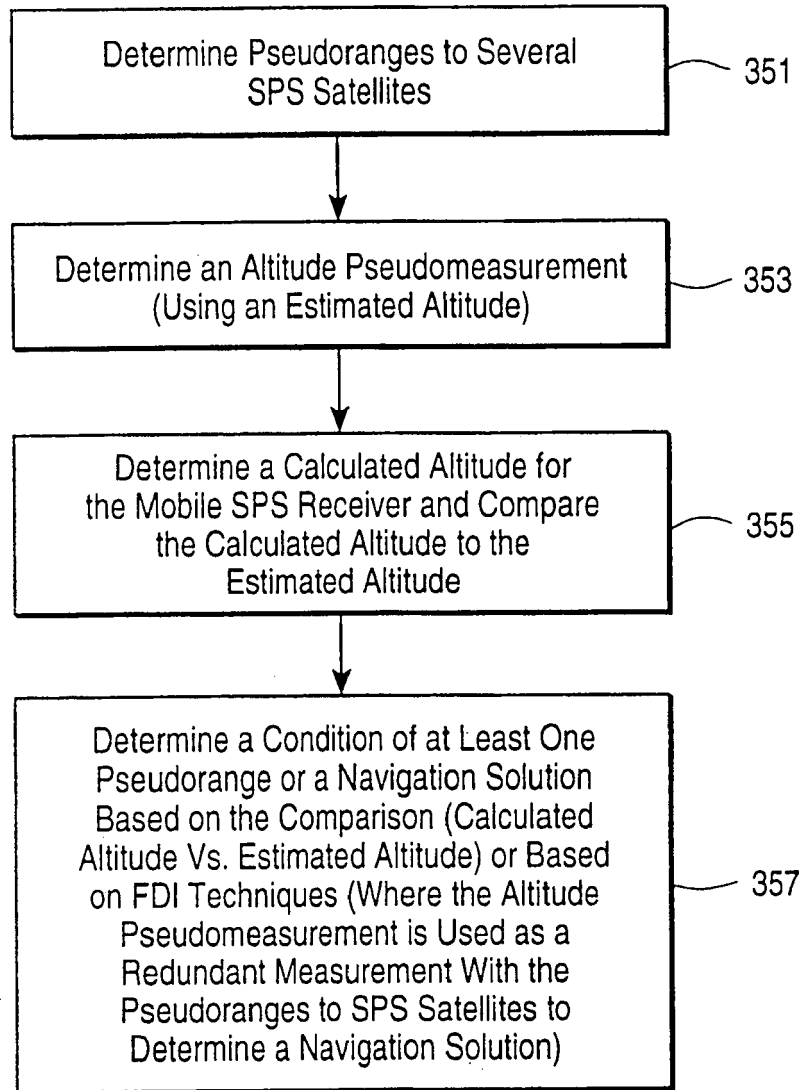 Determine Pseudoranges to Several
SPS Satellites
351
Determine an Altitude Pseudomeasurement
(Using an Estimated Altitude)
353
Determine a Calculated Altitude for
the Mobile SPS Receiver and Compare
the Calculated Altitude to the
Estimated Altitude
355
Determine a Condition of at Least One
Pseudorange or a Navigation Solution
Based on the Comparison (Calculated
Altitude Vs. Estimated Altitude) or Based
on FDI Techniques (Where the Altitude
Pseudomeasurement is Used as a
Redundant Measurement With the
Pseudoranges to SPS Satellites to
Determine a Navigation Solution)
357